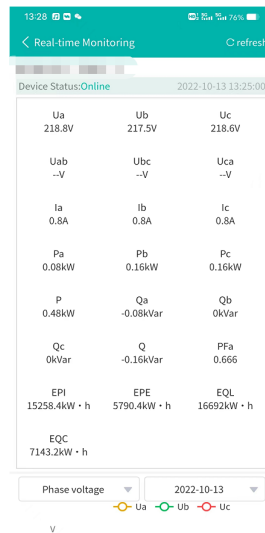 13:28 76%
Real-time Monitoring refresh
Device Status:Online 2022-10-13 13:25:00
Ua Ub Uc
218.8V 217.5V 218.6V
Uab Ubc Uca
--V --V --V
Ia Ib Ic
0.8A 0.8A 0.8A
Pa Pb Pc
0.08kW 0.16kW 0.16kW
P Qa Qb
0.48kW -0.08kVar 0kVar
Qc Q PFa
0kVar -0.16kVar 0.666
EPI EPE EQL
15258.4kW·h 5790.4kW·h 16692kW·h
EQC
7143.2kW·h
Phase voltage 2022-10-13
Ua Ub Uc
V